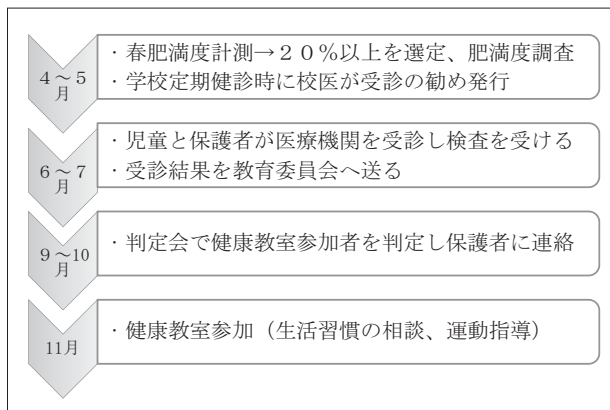 ４～５
月
・春肥満度計測→２０％以上を選定、肥満度調査
・学校定期健診時に校医が受診の勧め発行
６～７
月
・児童と保護者が医療機関を受診し検査を受ける
・受診結果を教育委員会へ送る
９～10
月
・判定会で健康教室参加者を判定し保護者に連絡
11月
・健康教室参加（生活習慣の相談、運動指導）